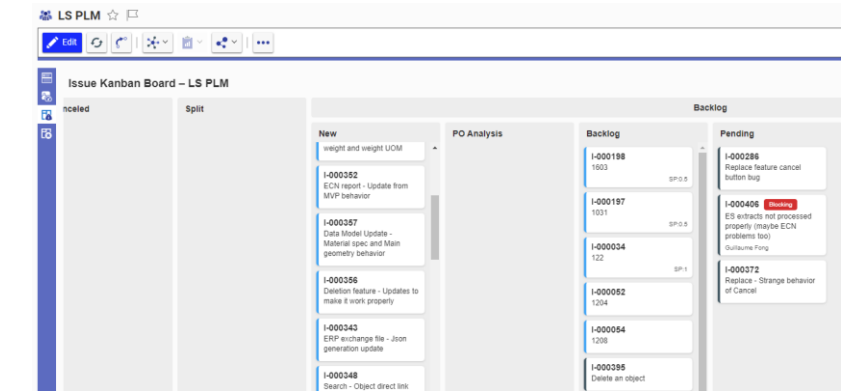 LS PLM
Edit
Issue Kanban Board – LS PLM
nceled
Split
Backlog
New
PO Analysis
Backlog
Pending
weight and weight UOM
I-000352
ECN report - Update from
MVP behavior
I-000357
Data Model Update -
Material spec and Main
geometry behavior
I-000356
Deletion feature - Updates to
make it work properly
I-000343
ERP exchange file - Json
generation update
I-000348
Search - Object direct link
I-000198
1603
SP:0.5
I-000197
1031
SP:0.5
I-000034
122
SP:1
I-000052
1204
I-000054
1208
I-000395
Delete an object
I-000286
Replace feature cancel
button bug
I-000406 Blocking
ES extracts not processed
properly (maybe ECN
problems too)
Guillaume Fong
I-000372
Replace - Strange behavior
of Cancel